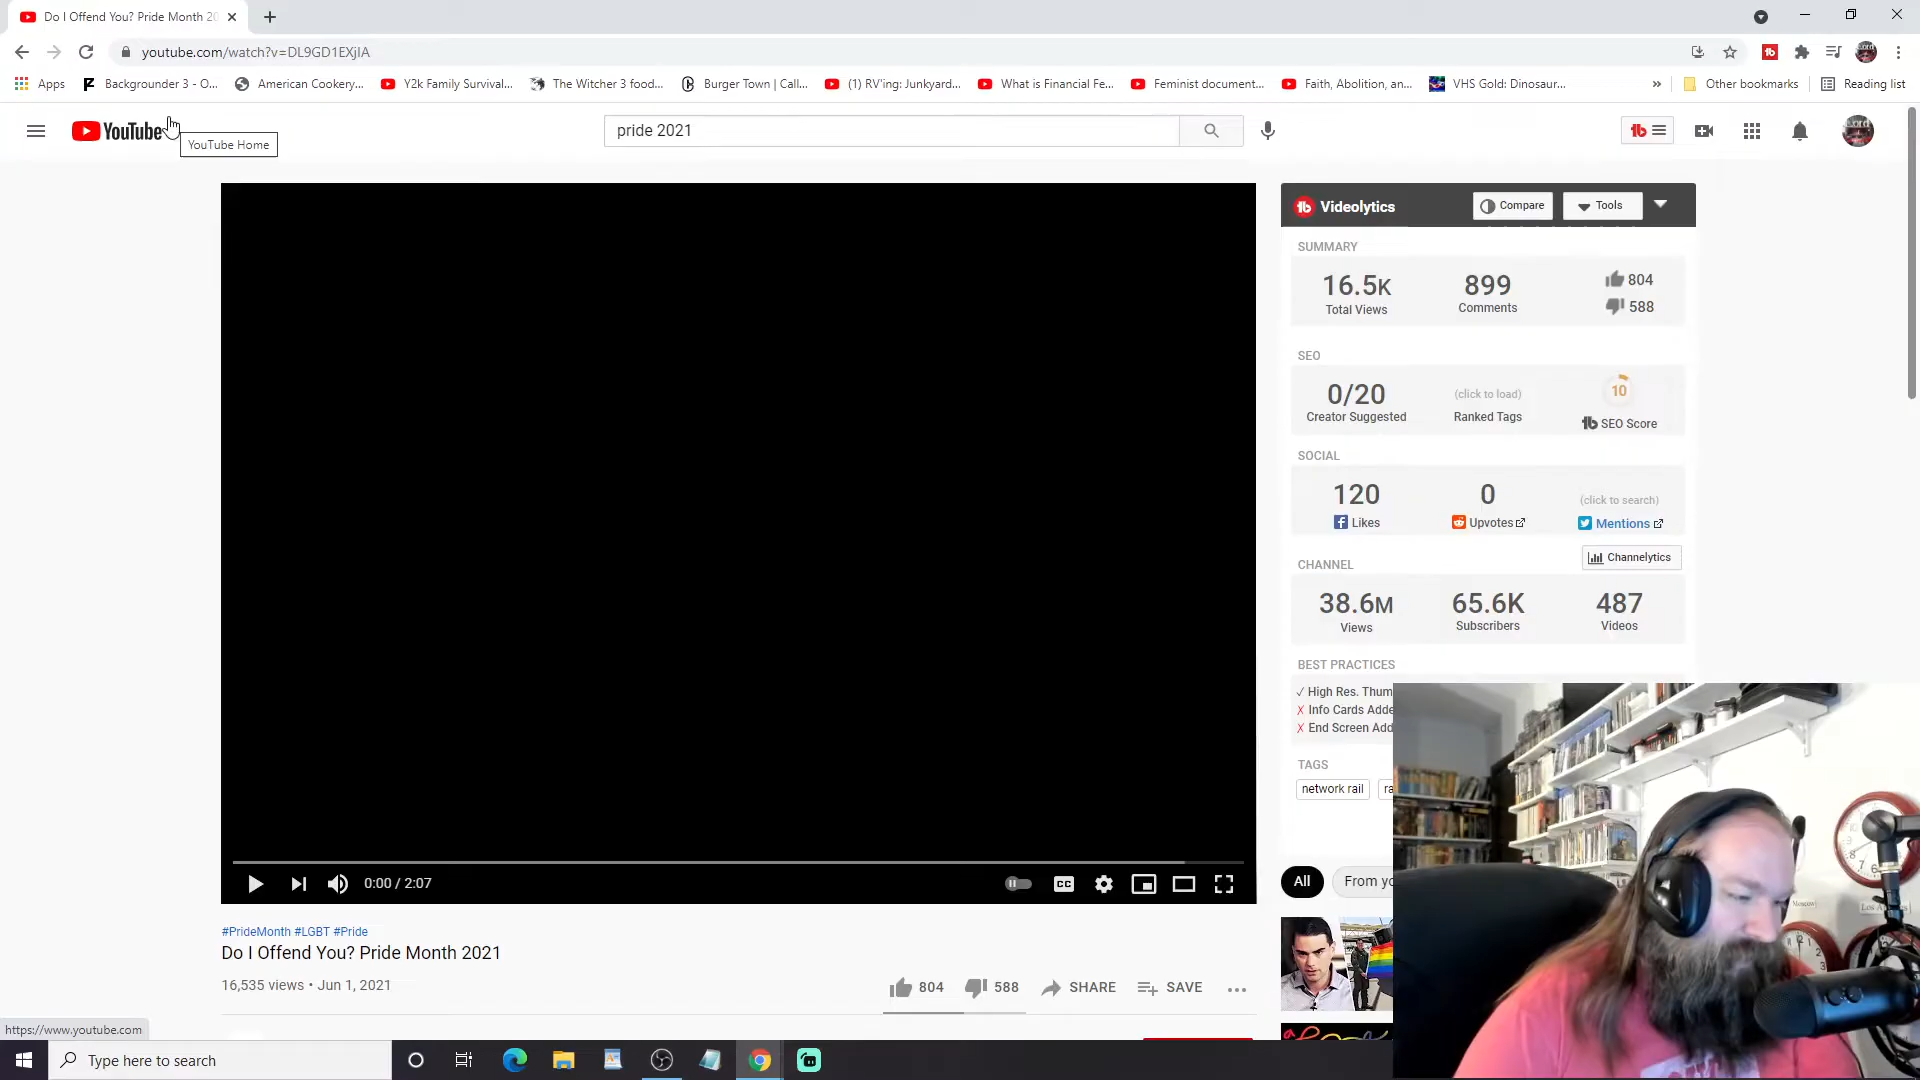 Do I Offend You? Pride Month 20
youtube.com/watch?v=DL9GD1EXjIA
Apps Backgrounder 3 - O... American Cookery,... Y2k Family Survival... The Witcher 3 food... Burger Town | Call... (1) RV'ing: Junkyard... What is Financial Fe... Feminist document... Faith, Abolition, an... VHS Gold: Dinosaur... » Other bookmarks Reading list
YouTube pride 2021
YouTube Home
Videolytics Compare Tools
SUMMARY
16.5K 899 804
Total Views Comments 588
SEO
0/20 (click to load) 10
Creator Suggested Ranked Tags SEO Score
SOCIAL
120 0 (click to search)
Likes Upvotes Mentions
Channelytics
CHANNEL
38.6M 65.6K 487
Views Subscribers Videos
BEST PRACTICES
✓ High Res. Thum
X Info Cards Adde
X End Screen Add
TAGS
network rail ra
All From yo
0:00 / 2:07 CC
#PrideMonth #LGBT #Pride
Do I Offend You? Pride Month 2021
16,535 views • Jun 1, 2021
804 588 SHARE SAVE
https://www.youtube.com
Type here to search
Moscow
Los A